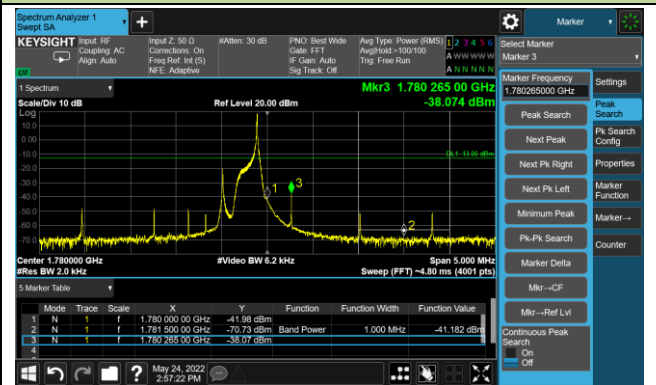 Spectrum Analyzer 1
Swept SA
Marker
KEYSIGHT
Input: RF
Coupling: AC
Align: Auto
Input Z: 50 Ω
Corrections: On
Freq Ref: Int (S)
NFE: Adaptive
#Atten: 30 dB
PNO: Best Wide
Gate: FFT
IF Gain: Auto
Sig Track: Off
Avg Type: Power (RMS)
Avg|Hold >100/100
Trig: Free Run
1 2 3 4 5 6
A W W W W W
A N N N N N
LXI
Select Marker
Marker 3
1 Spectrum
Scale/Div 10 dB
Ref Level 20.00 dBm
Mkr3 1.780 265 00 GHz
-38.074 dBm
Log
10.0
0.00
-10.0
-20.0
-30.0
-40.0
-50.0
-60.0
-70.0
DL1 -13.00 dBm
1
3
2
Center 1.780000 GHz
#Video BW 6.2 kHz
Span 5.000 MHz
#Res BW 2.0 kHz
Sweep (FFT) ~4.80 ms (4001 pts)
5 Marker Table
Mode Trace Scale X Y Function Function Width Function Value
1 N 1 f 1.780 000 00 GHz -41.98 dBm
2 N 1 f 1.781 500 00 GHz -70.73 dBm Band Power 1.000 MHz -41.182 dBm
3 N 1 f 1.780 265 00 GHz -38.07 dBm
4
Marker Frequency
1.780265000 GHz
Peak Search
Next Peak
Next Pk Right
Next Pk Left
Minimum Peak
Pk-Pk Search
Marker Delta
Mkr→CF
Mkr→Ref Lvl
Continuous Peak
Search
On
Off
Settings
Peak
Search
Pk Search
Config
Properties
Marker
Function
Marker→
Counter
May 24, 2022
2:57:22 PM